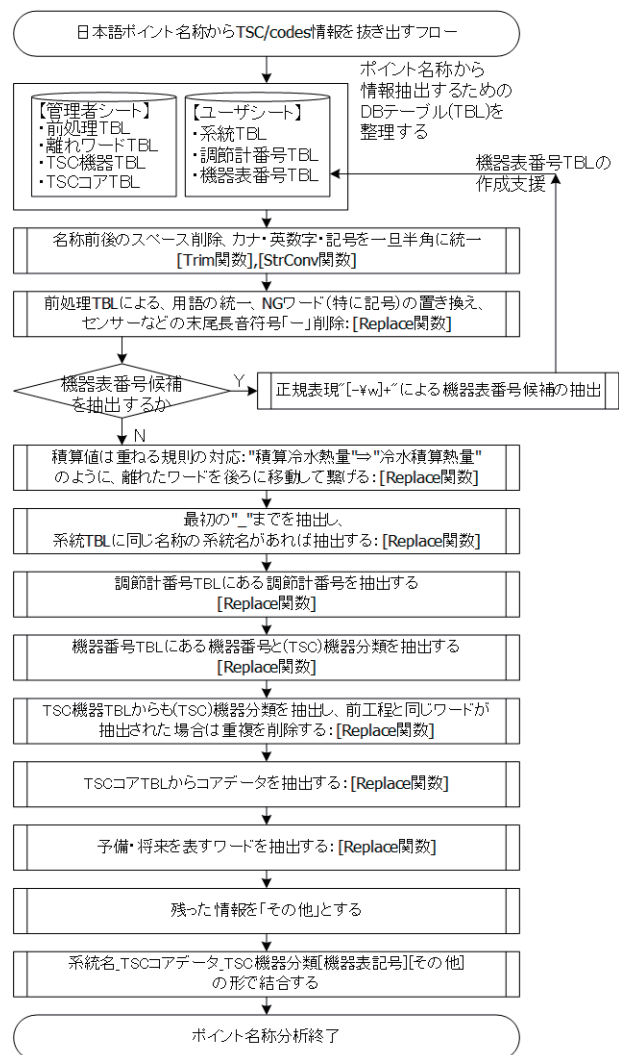 日本語ポイント名称からTSC/codes情報を抜き出すフロー
【管理者シート】
・前処理TBL
・離れワードTBL
・TSC機器TBL
・TSCコアTBL
【ユーザシート】
・系統TBL
・調節計番号TBL
・機器表番号TBL
ポイント名称から
情報抽出するための
DBテーブル(TBL)を
整理する
機器表番号TBLの
作成支援
名称前後のスペース削除、カナ・英数字・記号を一旦半角に統一
[Trim関数],[StrConv関数]
前処理TBLによる、用語の統一、NGワード(特に記号)の置き換え、
センサーなどの末尾長音符号「ー」削除:[Replace関数]
機器表番号候補
を抽出するか
Y
正規表現"[-¥w]+"による機器表番号候補の抽出
N
積算値は重ねる規則の対応:"積算冷水熱量"⇒"冷水積算熱量"
のように、離れたワードを後ろに移動して繋げる:[Replace関数]
最初の"_"までを抽出し、
系統TBLに同じ名称の系統名があれば抽出する:[Replace関数]
調節計番号TBLにある調節計番号を抽出する
[Replace関数]
機器番号TBLにある機器番号と(TSC)機器分類を抽出する
[Replace関数]
TSC機器TBLからも(TSC)機器分類を抽出し、前工程と同じワードが
抽出された場合は重複を削除する:[Replace関数]
TSCコアTBLからコアデータを抽出する:[Replace関数]
予備・将来を表すワードを抽出する:[Replace関数]
残った情報を「その他」とする
系統名_TSCコアデータ_TSC機器分類[機器表記号][その他]
の形で結合する
ポイント名称分析終了